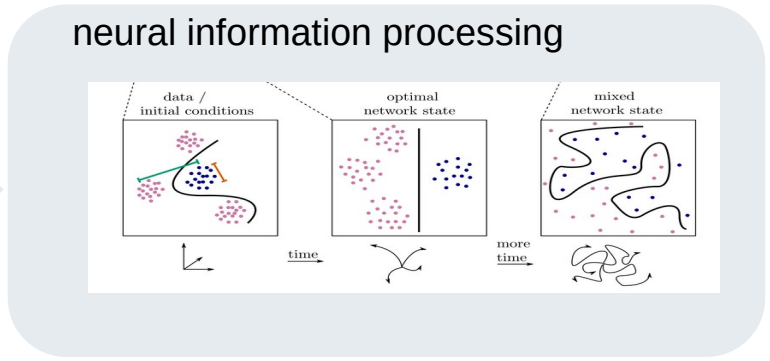 neural information processing
data /
initial conditions
optimal
network state
mixed
network state
time
more
time